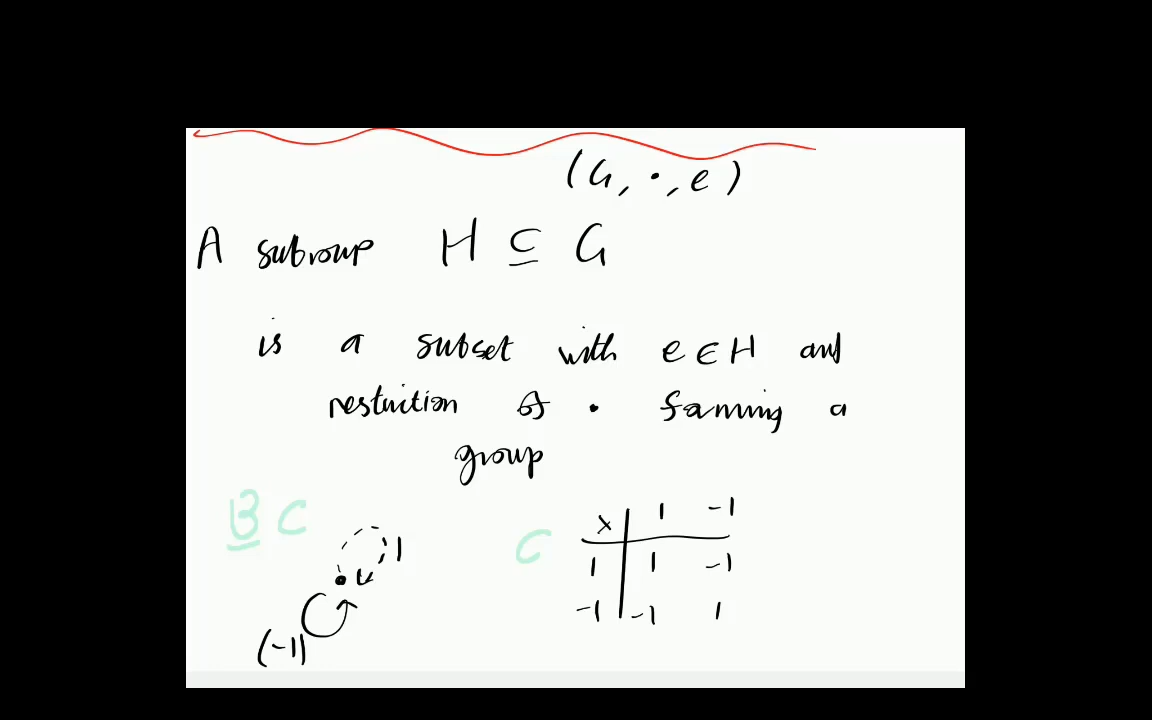 (G, ·, e)
A subroup H ⊆ G
is a subset with e ∈ H and
restriction of · forming a
group
B C
1
(-1)
C
× 1 -1
1 1 -1
-1 -1 1